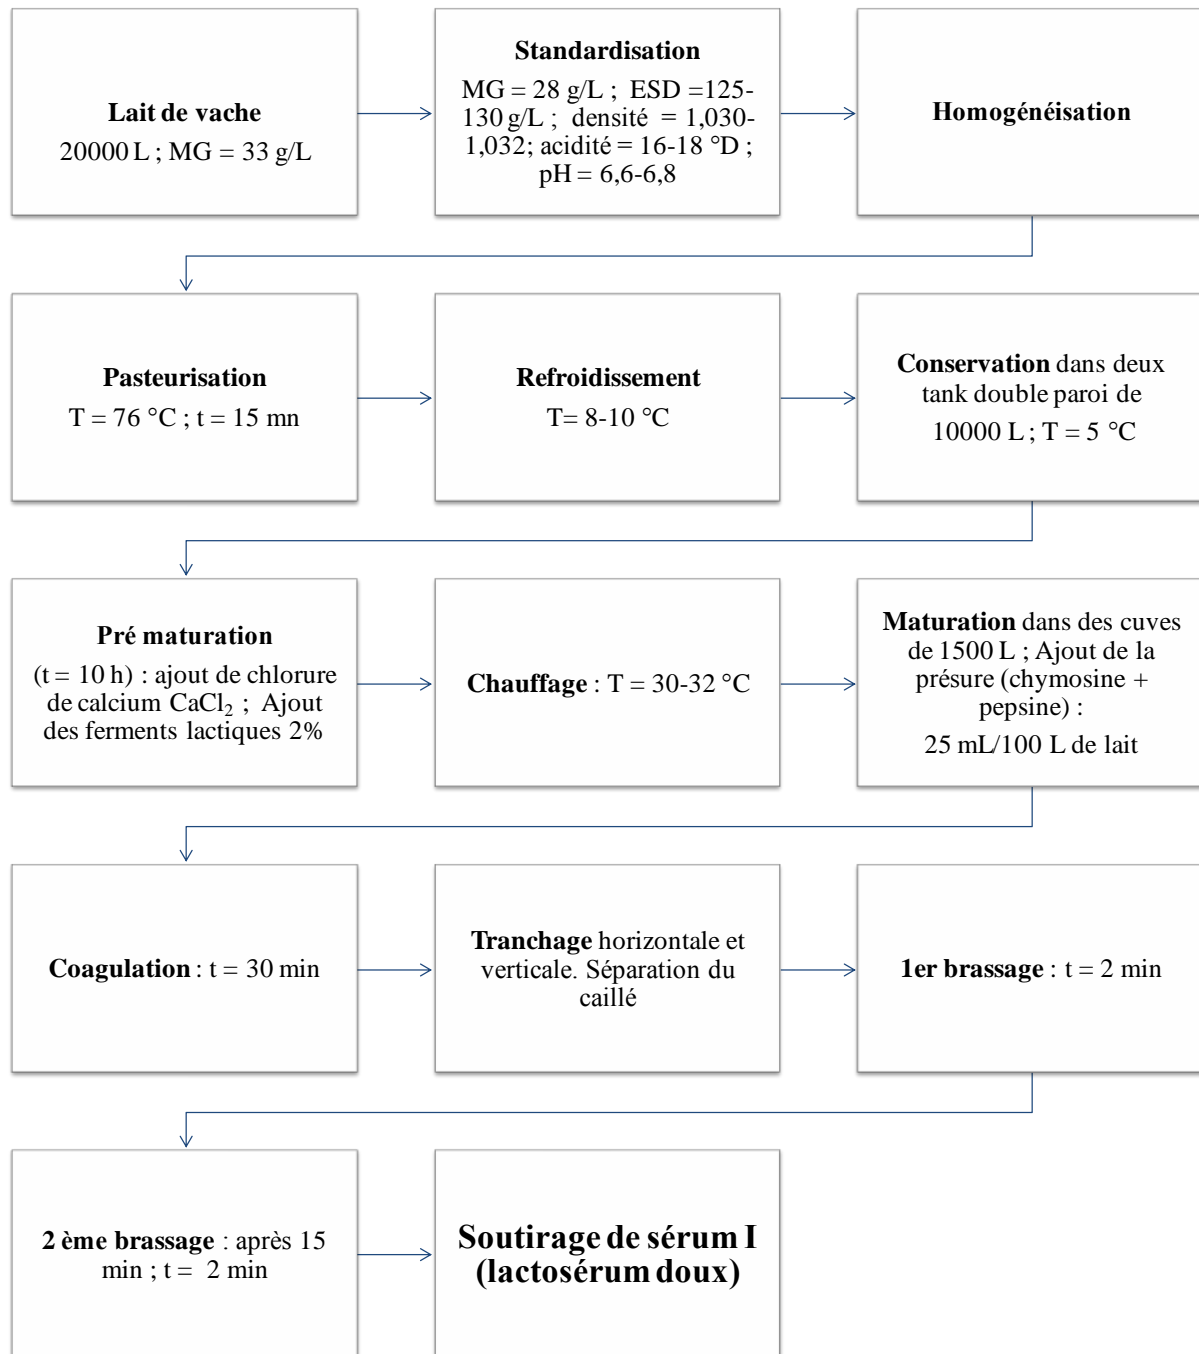 Lait de vache
20000 L ; MG = 33 g/L
Standardisation
MG = 28 g/L ; ESD =125-
130 g/L ; densité = 1,030-
1,032; acidité = 16-18 °D ;
pH = 6,6-6,8
Homogénéisation
Pasteurisation
T = 76 °C ; t = 15 mn
Refroidissement
T= 8-10 °C
Conservation dans deux
tank double paroi de
10000 L ; T = 5 °C
Pré maturation
(t = 10 h) : ajout de chlorure
de calcium CaCl₂ ; Ajout
des ferments lactiques 2%
Chauffage : T = 30-32 °C
Maturation dans des cuves
de 1500 L ; Ajout de la
présure (chymosine +
pepsine) :
25 mL/100 L de lait
Coagulation : t = 30 min
Tranchage horizontale et
verticale. Séparation du
caillé
1er brassage : t = 2 min
2 ème brassage : après 15
min ; t = 2 min
Soutirage de sérum I
(lactosérum doux)